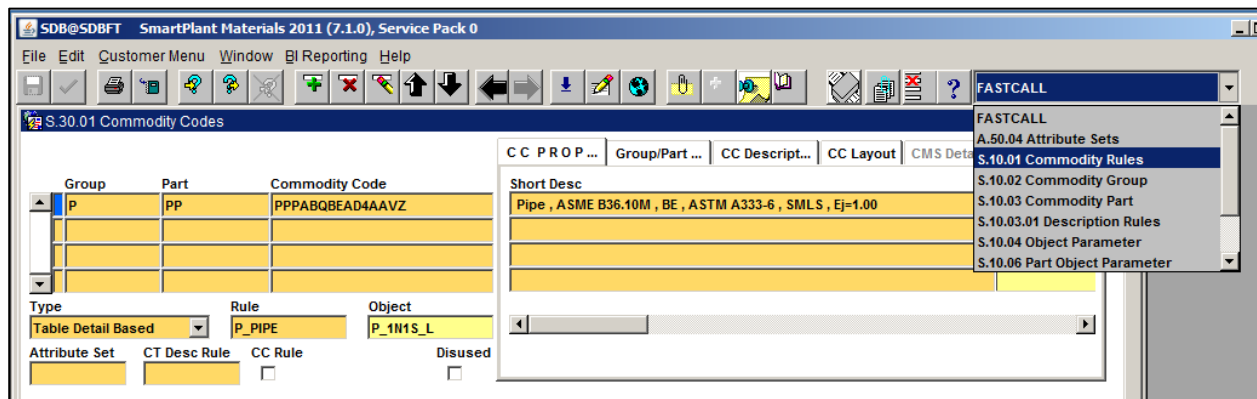 SDB@SDBFT SmartPlant Materials 2011 (7.1.0), Service Pack 0
File Edit Customer Menu Window BI Reporting Help
FASTCALL
S.30.01 Commodity Codes
FASTCALL
A.50.04 Attribute Sets
S.10.01 Commodity Rules
S.10.02 Commodity Group
S.10.03 Commodity Part
S.10.03.01 Description Rules
S.10.04 Object Parameter
S.10.06 Part Object Parameter
C C P R O P ... Group/Part ... CC Descript... CC Layout CMS Deta
Group Part Commodity Code Short Desc
P PP PPPABQBEAD4AAVZ Pipe , ASME B36.10M , BE , ASTM A333-6 , SMLS , Ej=1.00
Type Rule Object
Table Detail Based P_PIPE P_1N1S_L
Attribute Set CT Desc Rule CC Rule Disused